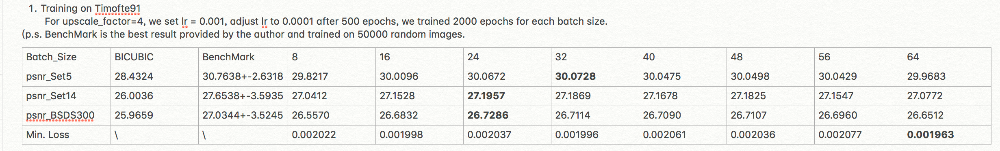 1. Training on Timofte91
For upscale_factor=4, we set lr = 0.001, adjust lr to 0.0001 after 500 epochs, we trained 2000 epochs for each batch size.
(p.s. BenchMark is the best result provided by the author and trained on 50000 random images.
Batch_Size BICUBIC BenchMark 8 16 24 32 40 48 56 64
psnr_Set5 28.4324 30.7638+-2.6318 29.8217 30.0096 30.0672 30.0728 30.0475 30.0498 30.0429 29.9683
psnr_Set14 26.0036 27.6538+-3.5935 27.0412 27.1528 27.1957 27.1869 27.1678 27.1825 27.1547 27.0772
psnr_BSDS300 25.9659 27.0344+-3.5245 26.5570 26.6832 26.7286 26.7114 26.7090 26.7107 26.6960 26.6512
Min. Loss \ \ 0.002022 0.001998 0.002037 0.001996 0.002061 0.002036 0.002077 0.001963